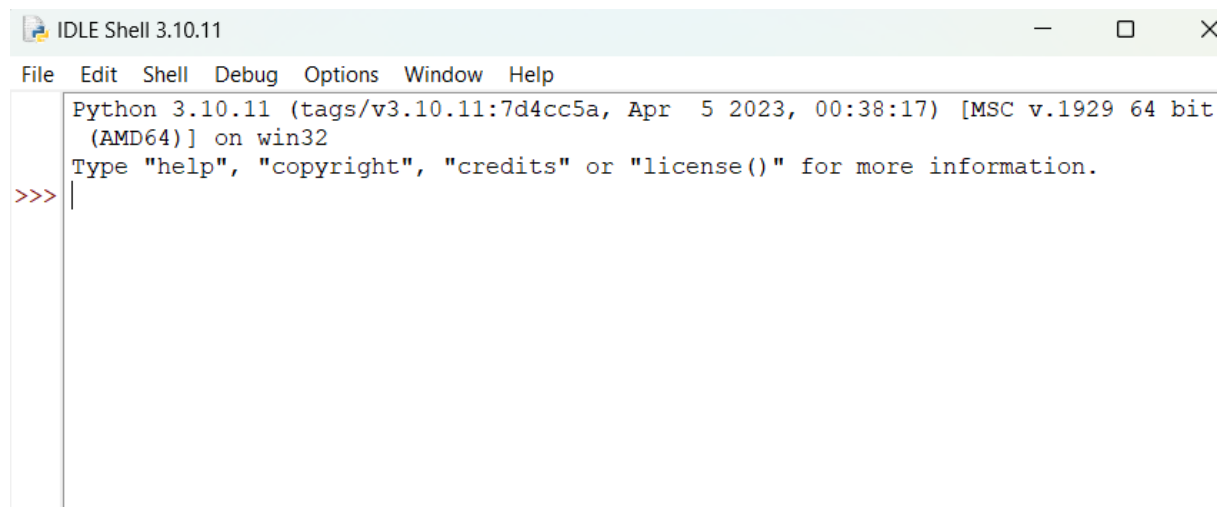 IDLE Shell 3.10.11
File Edit Shell Debug Options Window Help
Python 3.10.11 (tags/v3.10.11:7d4cc5a, Apr  5 2023, 00:38:17) [MSC v.1929 64 bit
 (AMD64)] on win32
Type "help", "copyright", "credits" or "license()" for more information.
>>>